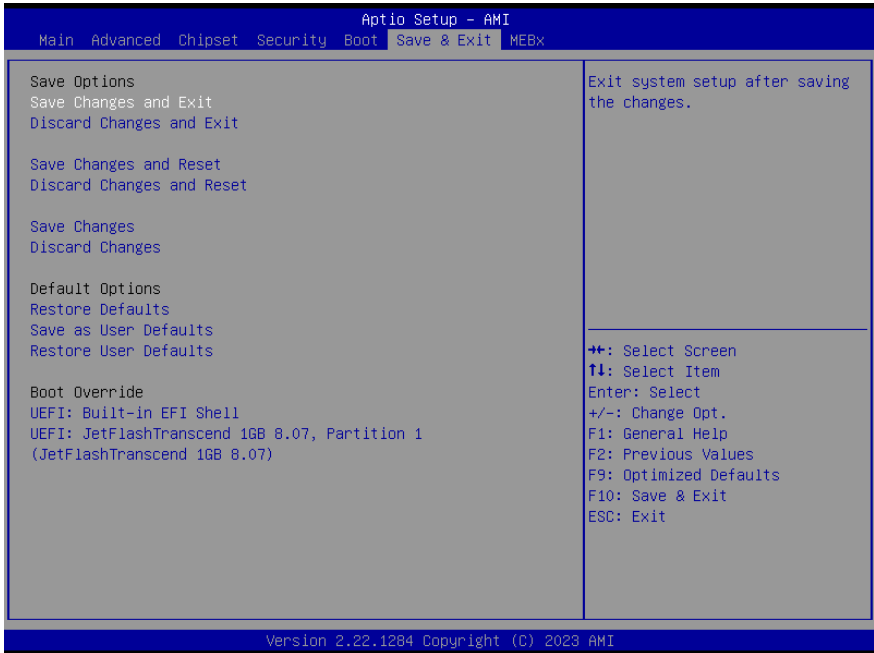 Aptio Setup – AMI
Main Advanced Chipset Security Boot Save & Exit MEBx
Save Options
Save Changes and Exit
Discard Changes and Exit
Save Changes and Reset
Discard Changes and Reset
Save Changes
Discard Changes
Default Options
Restore Defaults
Save as User Defaults
Restore User Defaults
Boot Override
UEFI: Built-in EFI Shell
UEFI: JetFlashTranscend 1GB 8.07, Partition 1
(JetFlashTranscend 1GB 8.07)
Exit system setup after saving
the changes.
→←: Select Screen
↑↓: Select Item
Enter: Select
+/-: Change Opt.
F1: General Help
F2: Previous Values
F9: Optimized Defaults
F10: Save & Exit
ESC: Exit
Version 2.22.1284 Copyright (C) 2023 AMI